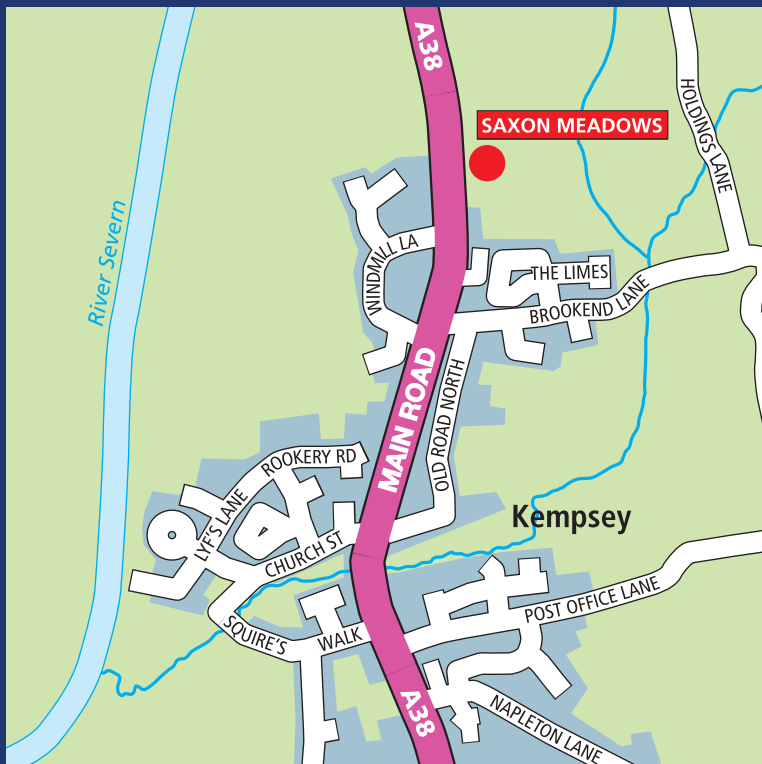 A38
HOLDINGS LANE
SAXON MEADOWS
River Severn
WINDMILL LA
THE LIMES
BROOKEND LANE
MAIN ROAD
OLD ROAD NORTH
ROOKERY RD
LYF'S LANE
Kempsey
CHURCH ST
POST OFFICE LANE
SQUIRE'S WALK
A38
NAPLETON LANE